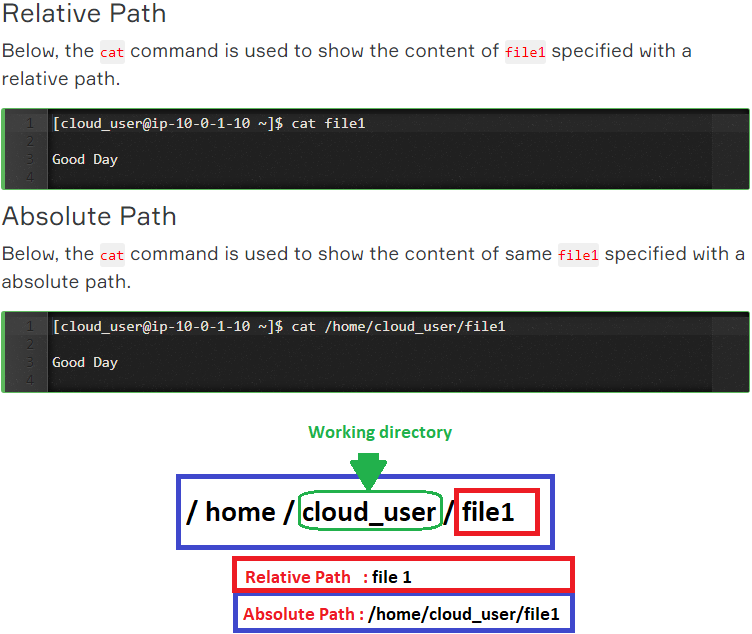 Relative Path
Below, the cat command is used to show the content of file1 specified with a
relative path.
1 [cloud_user@ip-10-0-1-10 ~]$ cat file1
2
3 Good Day
4
Absolute Path
Below, the cat command is used to show the content of same file1 specified with a
absolute path.
1 [cloud_user@ip-10-0-1-10 ~]$ cat /home/cloud_user/file1
2
3 Good Day
4
Working directory
/ home / cloud_user / file1
Relative Path : file 1
Absolute Path : /home/cloud_user/file1